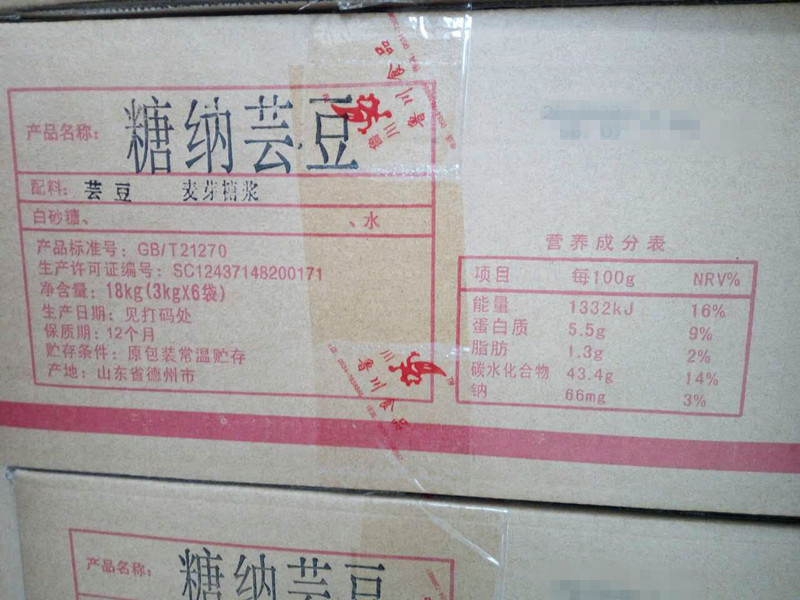 产品名称: 糖纳芸豆
配料: 芸豆 麦芽糖浆
白砂糖、 、水
产品标准号: GB/T21270
生产许可证编号: SC12437148200171
净含量: 18kg(3kgX6袋)
生产日期: 见打码处
保质期: 12个月
贮存条件: 原包装常温贮存
产地: 山东省德州市
营养成分表
项目 每100g NRV%
能量 1332kJ 16%
蛋白质 5.5g 9%
脂肪 1.3g 2%
碳水化合物 43.4g 14%
钠 66mg 3%
鲁川食品
产品名称: 糖纳芸豆